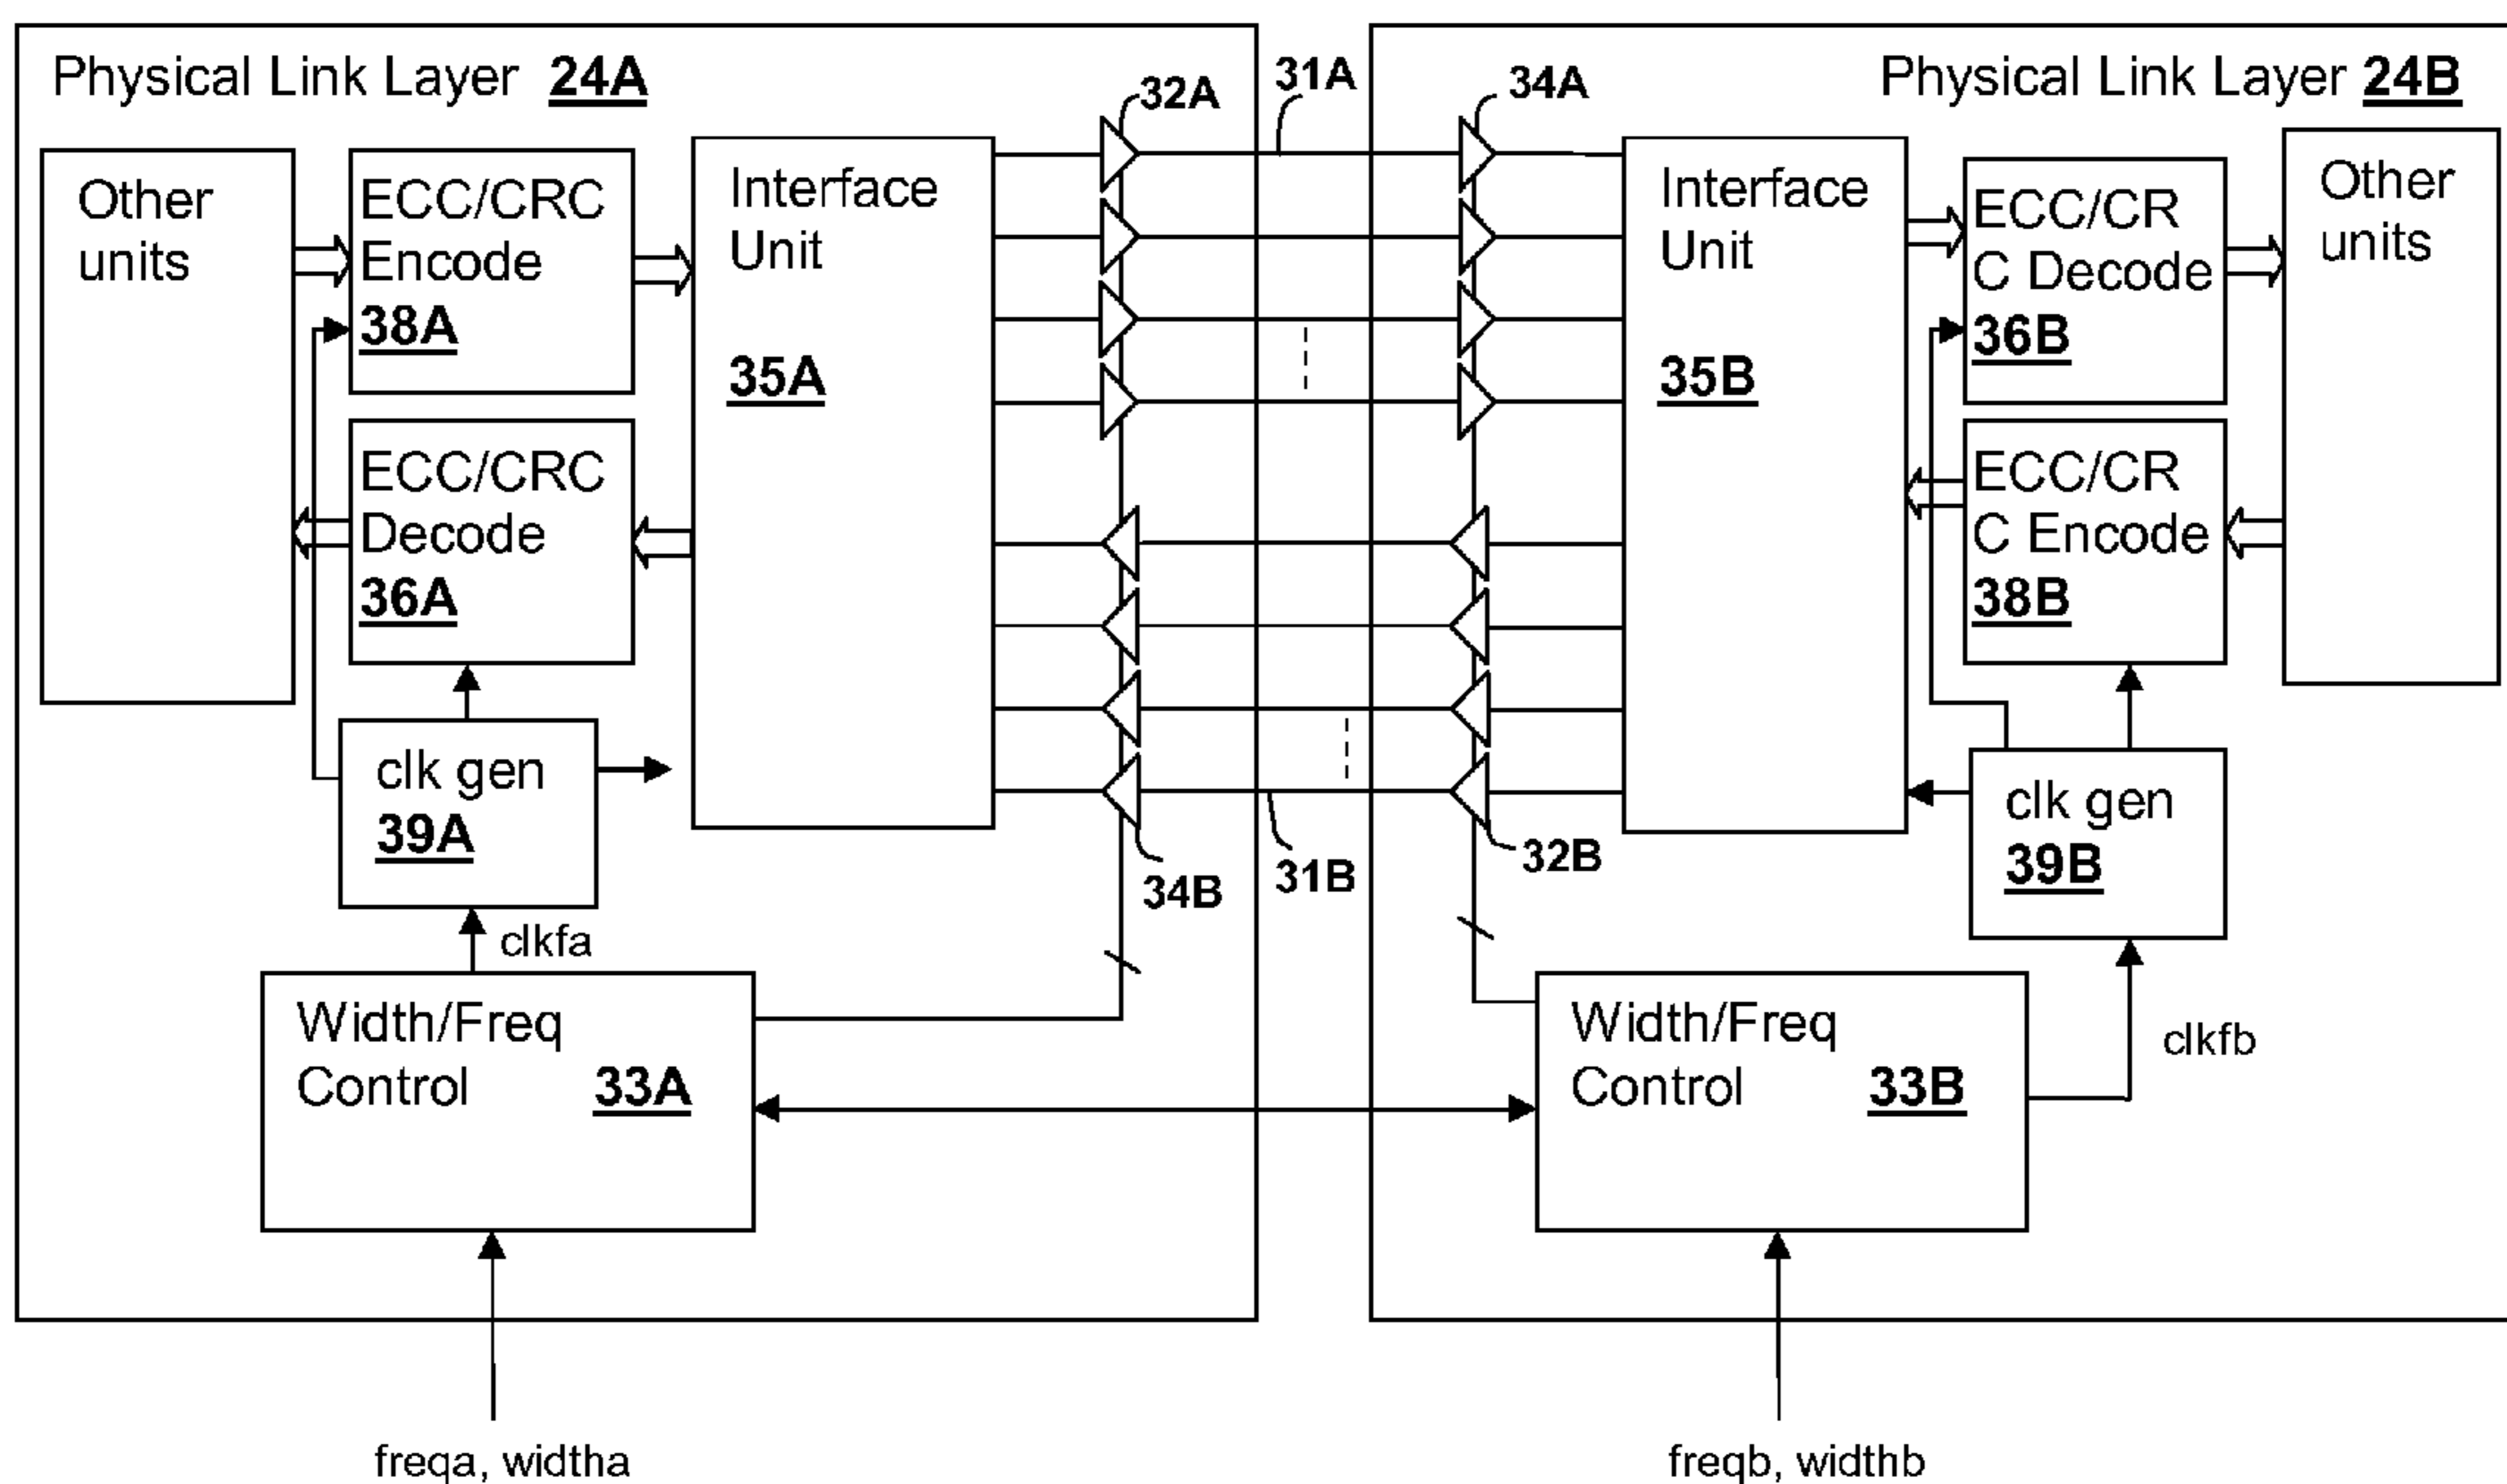 Physical Link Layer 24A
Other
units
ECC/CRC
Encode
38A
ECC/CRC
Decode
36A
Interface
Unit
35A
clk gen
39A
clkfa
Width/Freq
Control 33A
freqa, widtha
32A
31A
34A
34B
31B
32B
Physical Link Layer 24B
Interface
Unit
35B
ECC/CR
C Decode
36B
ECC/CR
C Encode
38B
Other
units
clk gen
39B
clkfb
Width/Freq
Control 33B
freqb, widthb